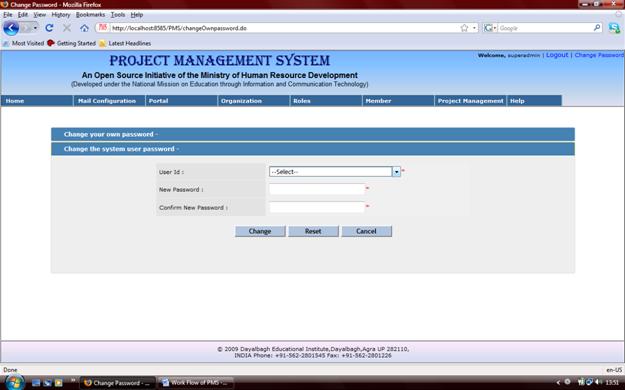 Change Password - Mozilla Firefox
File Edit View History Bookmarks Tools Help
http://localhost:8585/PMS/changeOwnpassword.do
Google
Most Visited Getting Started Latest Headlines
PROJECT MANAGEMENT SYSTEM
Welcome, superadmin | Logout | Change Password
An Open Source Initiative of the Ministry of Human Resource Development
(Developed under the National Mission on Education through Information and Communication Technology)
Home Mail Configuration Portal Organization Roles Member Project Management Help
Change your own password -
Change the system user password -
User Id : --Select-- *
New Password : *
Confirm New Password : *
Change Reset Cancel
© 2009 Dayalbagh Educational Institute,Dayalbagh,Agra UP 282110,
INDIA Phone: +91-562-2801545 Fax: +91-562-2801226
Done en-US
Change Password - ... Work Flow of PMS - ... 13:51